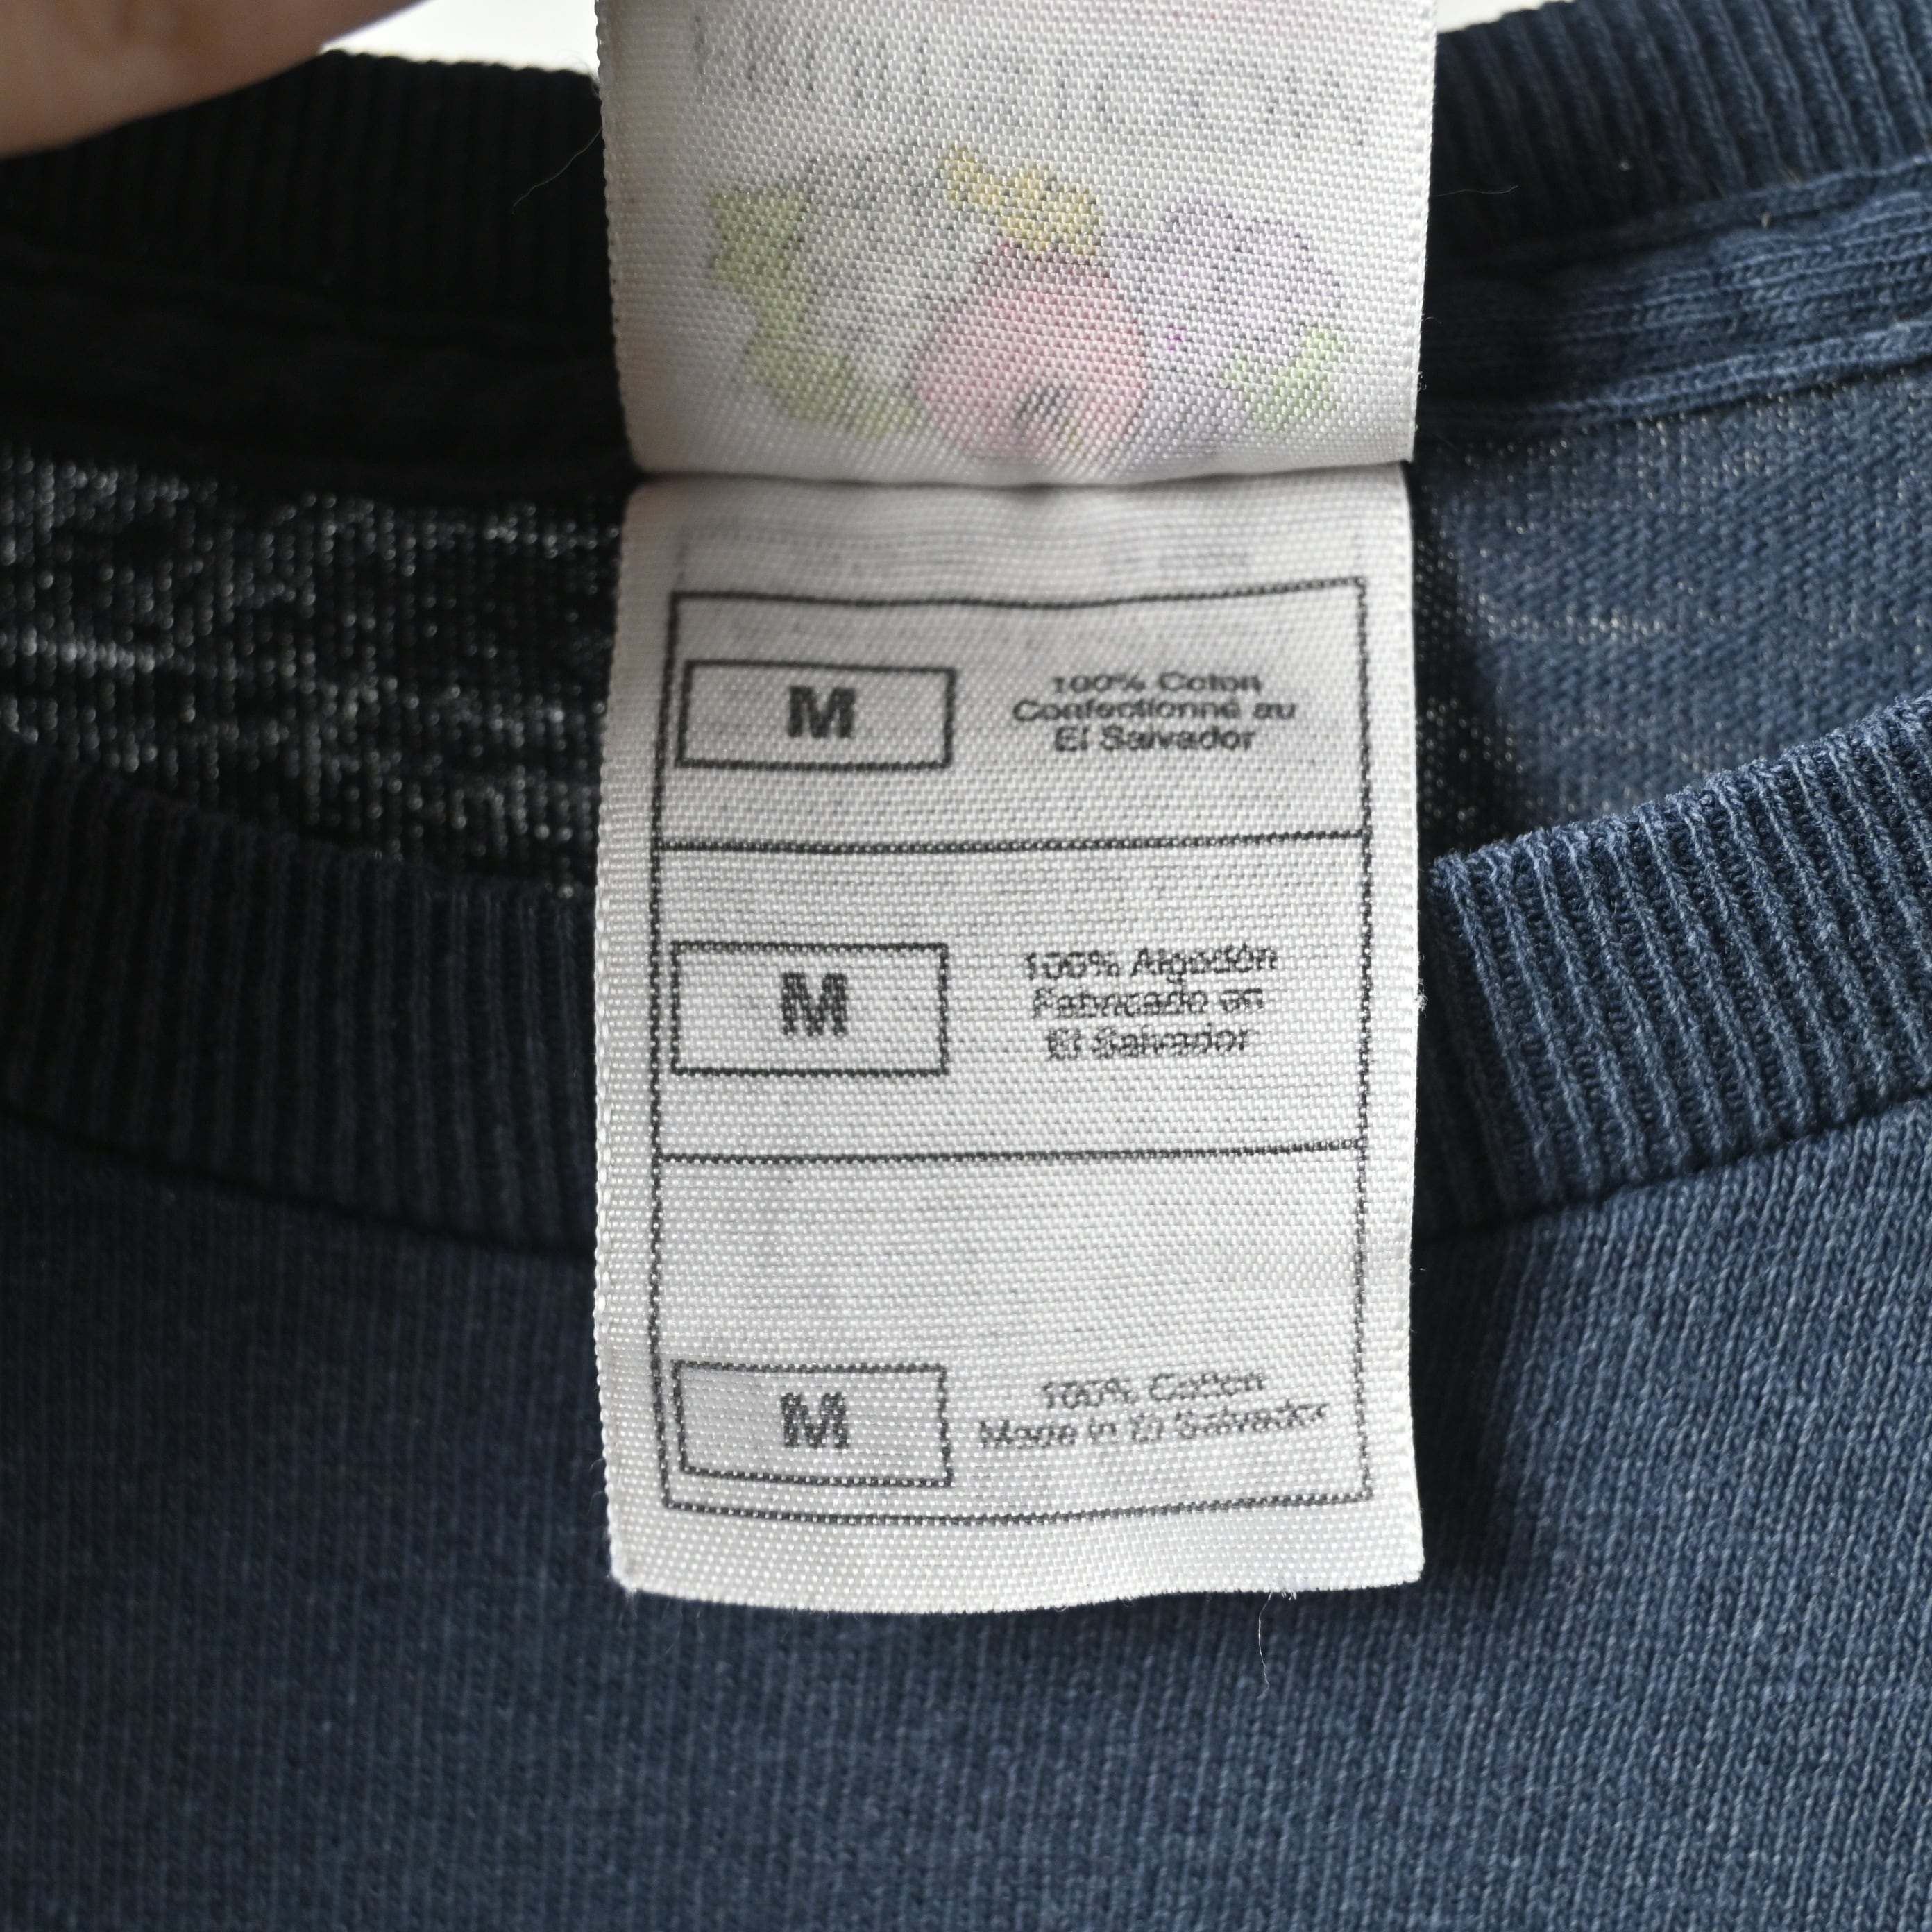 M
100% Coton
Confectionné au
El Salvador
M
100% Algodón
Fabricado en
El Salvador
M
100% Cotton
Made in El Salvador